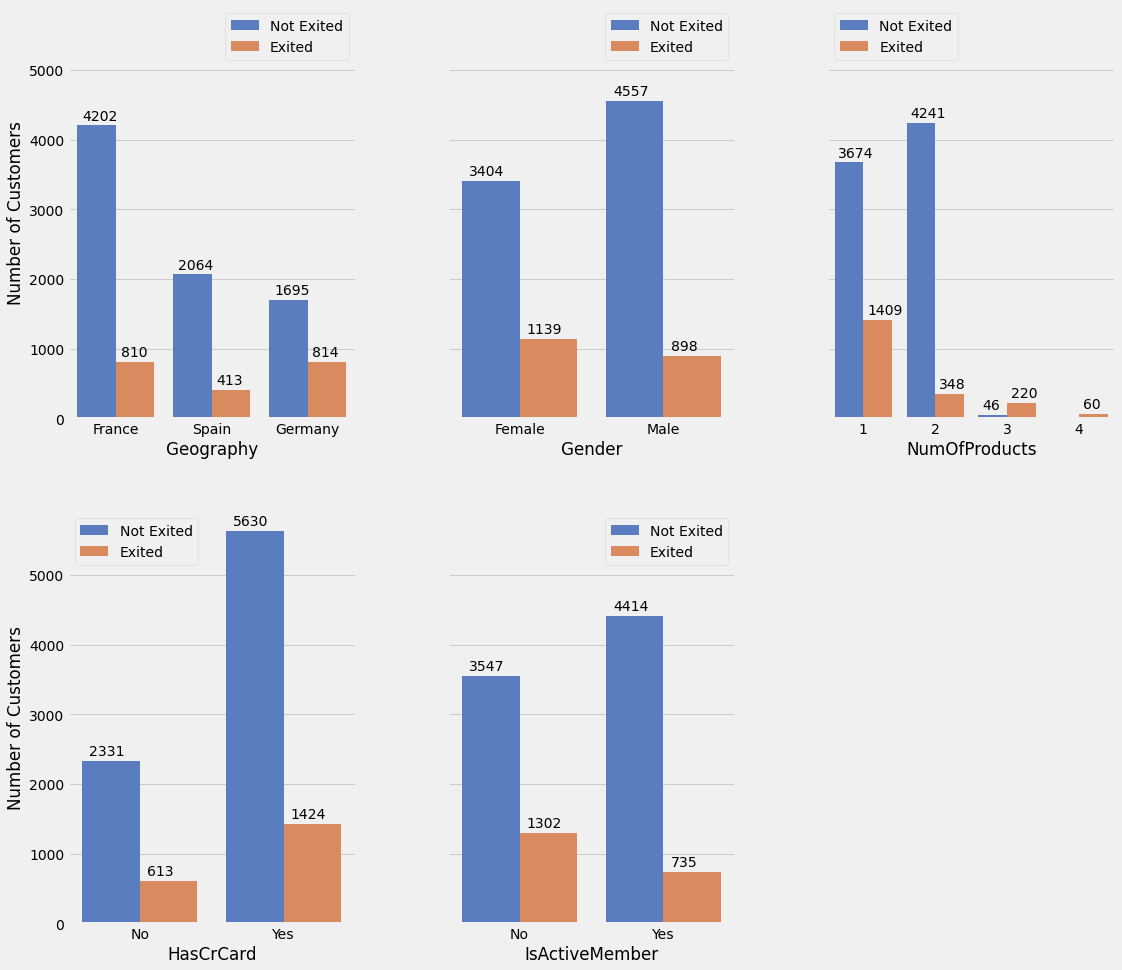 Not Exited
Exited
Number of Customers
5000
4000
3000
2000
1000
0
4202
810
2064
413
1695
814
France
Spain
Germany
Geography
Not Exited
Exited
3404
1139
4557
898
Female
Male
Gender
Not Exited
Exited
3674
1409
4241
348
46
220
60
1
2
3
4
NumOfProducts
Not Exited
Exited
Number of Customers
5000
4000
3000
2000
1000
0
2331
613
5630
1424
No
Yes
HasCrCard
Not Exited
Exited
3547
1302
4414
735
No
Yes
IsActiveMember